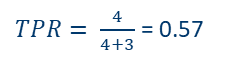 TPR = 4/(4+3) = 0.57